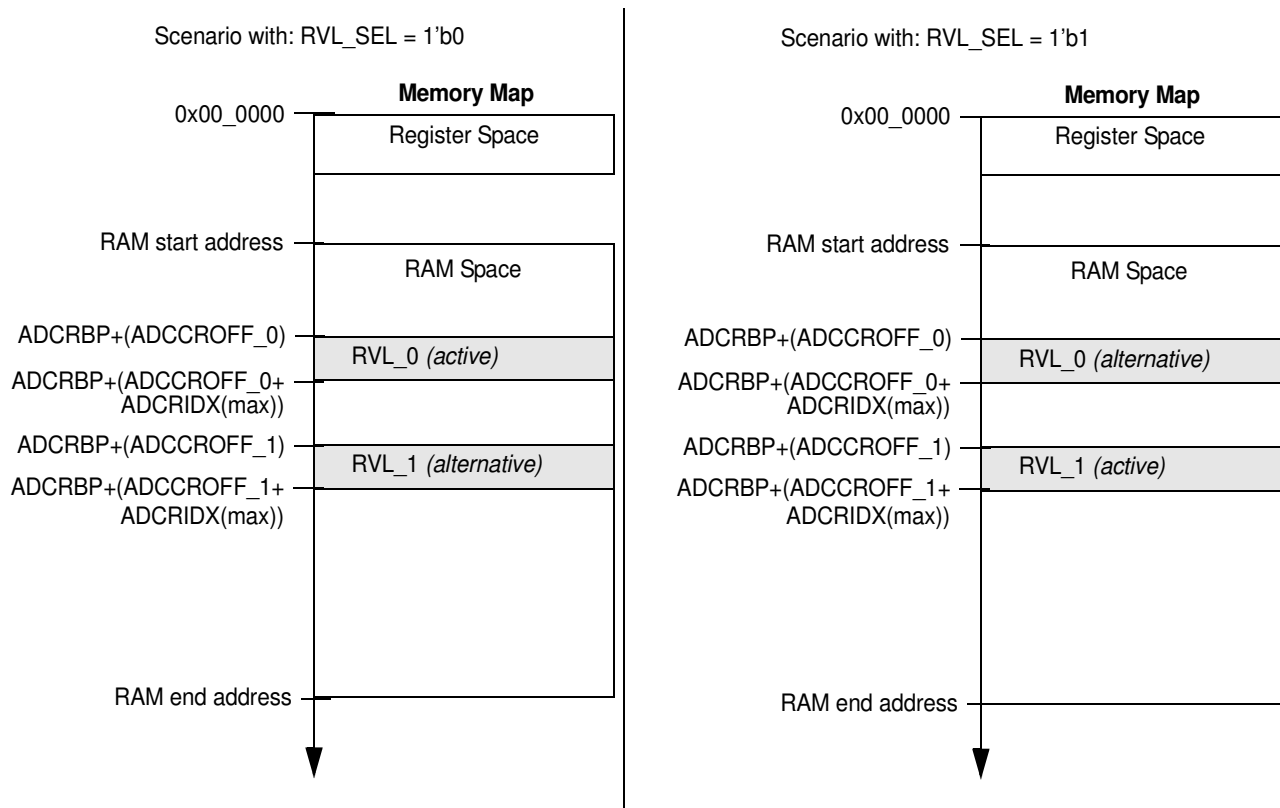 Scenario with: RVL_SEL = 1'b0
Memory Map
0x00_0000
Register Space
RAM start address
RAM Space
ADCRBP+(ADCCROFF_0)
RVL_0 (active)
ADCRBP+(ADCCROFF_0+
ADCRIDX(max))
ADCRBP+(ADCCROFF_1)
RVL_1 (alternative)
ADCRBP+(ADCCROFF_1+
ADCRIDX(max))
RAM end address
Scenario with: RVL_SEL = 1'b1
Memory Map
0x00_0000
Register Space
RAM start address
RAM Space
ADCRBP+(ADCCROFF_0)
RVL_0 (alternative)
ADCRBP+(ADCCROFF_0+
ADCRIDX(max))
ADCRBP+(ADCCROFF_1)
RVL_1 (active)
ADCRBP+(ADCCROFF_1+
ADCRIDX(max))
RAM end address